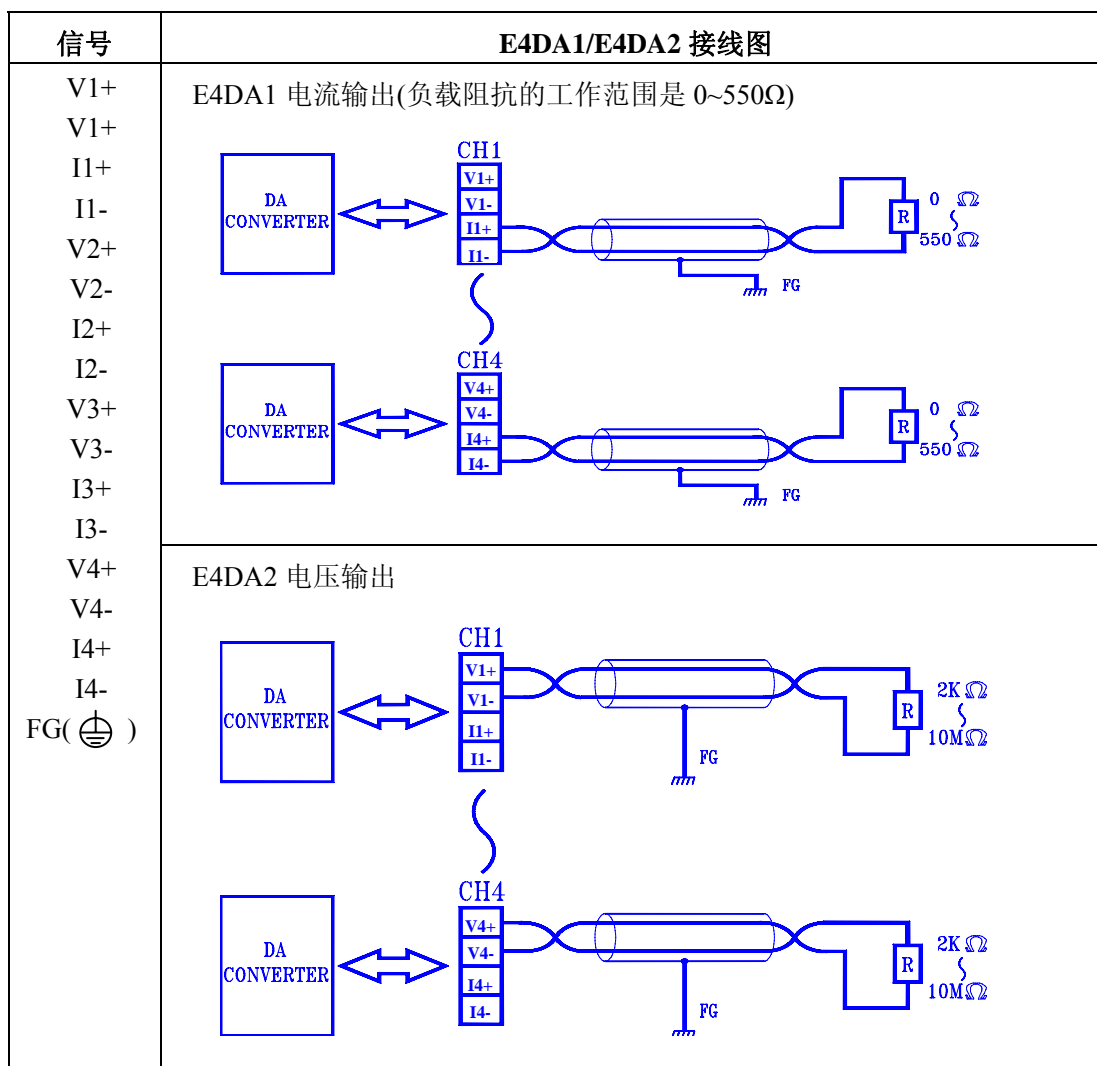 信号
E4DA1/E4DA2 接线图
V1+
V1+
I1+
I1-
V2+
V2-
I2+
I2-
V3+
V3-
I3+
I3-
V4+
V4-
I4+
I4-
FG( )
E4DA1 电流输出(负载阻抗的工作范围是 0~550Ω)
CH1
DA
CONVERTER
V1+
V1-
I1+
I1-
R
0 Ω
550 Ω
FG
CH4
DA
CONVERTER
V4+
V4-
I4+
I4-
R
0 Ω
550 Ω
FG
E4DA2 电压输出
CH1
DA
CONVERTER
V1+
V1-
I1+
I1-
R
2K Ω
10MΩ
FG
CH4
DA
CONVERTER
V4+
V4-
I4+
I4-
R
2K Ω
10MΩ
FG